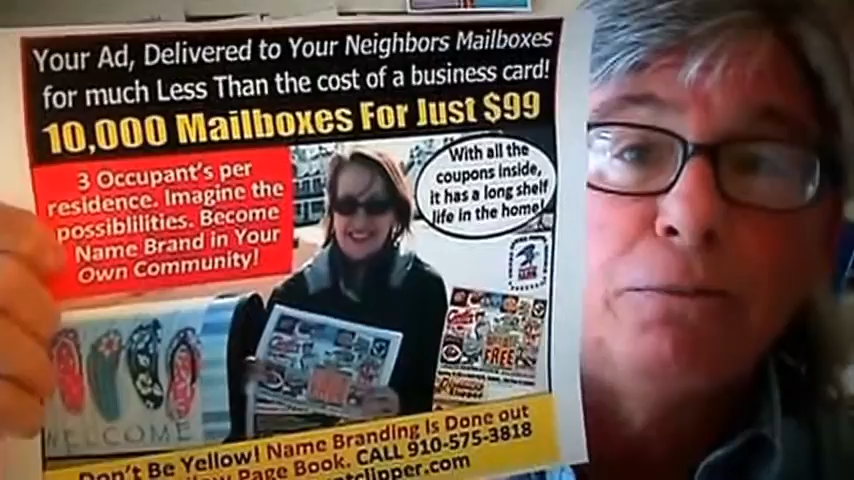 Your Ad, Delivered to Your Neighbors Mailboxes
for much Less Than the cost of a business card!
10,000 Mailboxes For Just $99
3 Occupant's per
residence. Imagine the
possiblilities. Become
Name Brand in Your
Own Community!
With all the
coupons inside,
it has a long shelf
life in the home!
FREE
WELCOME
Don't Be Yellow! Name Branding Is Done out
Page Book. CALL 910-575-3818
clipper.com